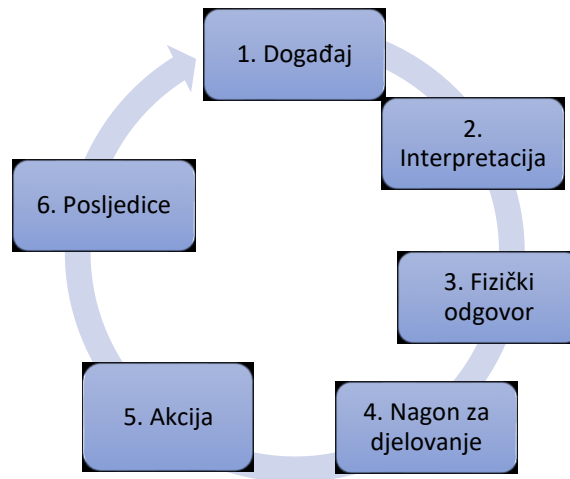 1. Događaj
2.
Interpretacija
3. Fizički
odgovor
4. Nagon za
djelovanje
5. Akcija
6. Posljedice